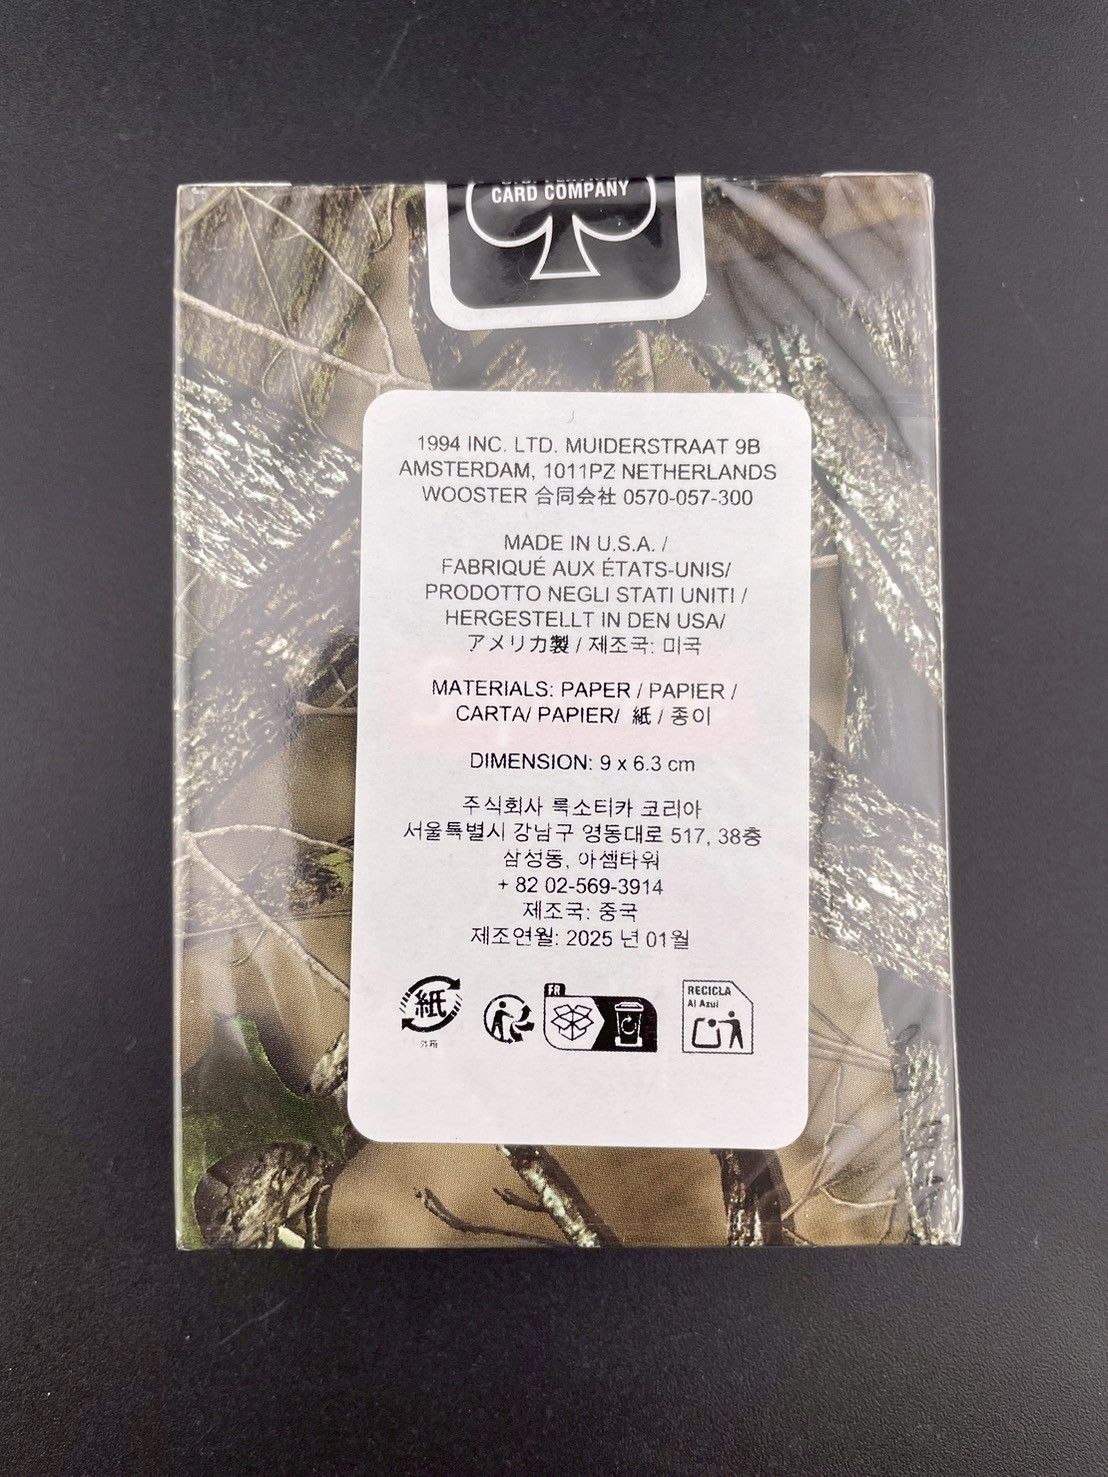 CARD COMPANY
1994 INC. LTD. MUIDERSTRAAT 9B
AMSTERDAM, 1011PZ NETHERLANDS
WOOSTER 合同会社 0570-057-300
MADE IN U.S.A. /
FABRIQUÉ AUX ÉTATS-UNIS/
PRODOTTO NEGLI STATI UNITI /
HERGESTELLT IN DEN USA/
アメリカ製 / 제조국: 미국
MATERIALS: PAPER / PAPIER /
CARTA/ PAPIER/ 紙 / 종이
DIMENSION: 9 x 6.3 cm
주식회사 룩소티카 코리아
서울특별시 강남구 영동대로 517, 38층
삼성동, 아셈타워
+ 82 02-569-3914
제조국: 중국
제조연월: 2025 년 01월
紙
外箱
FR
RECICLA
Al Azul